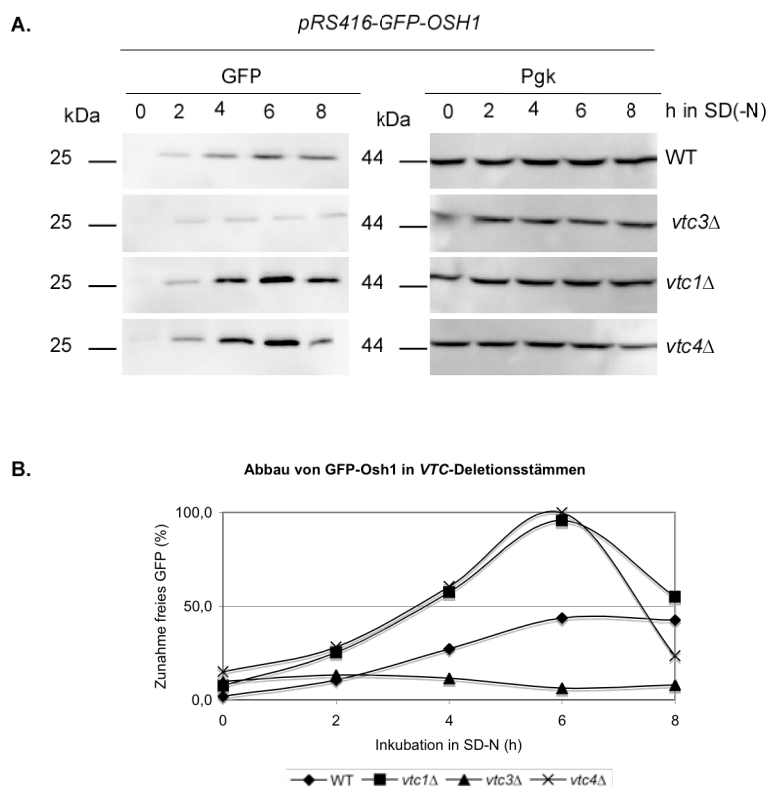 A.
pRS416-GFP-OSH1
GFP Pgk
kDa 0 2 4 6 8 kDa 0 2 4 6 8 h in SD(-N)
25 44 WT
25 44 vtc3Δ
25 44 vtc1Δ
25 44 vtc4Δ
B.
Abbau von GFP-Osh1 in VTC-Deletionsstämmen
Zunahme freies GFP (%)
100,0
50,0
0,0
0 2 4 6 8
Inkubation in SD-N (h)
WT vtc1Δ vtc3Δ vtc4Δ